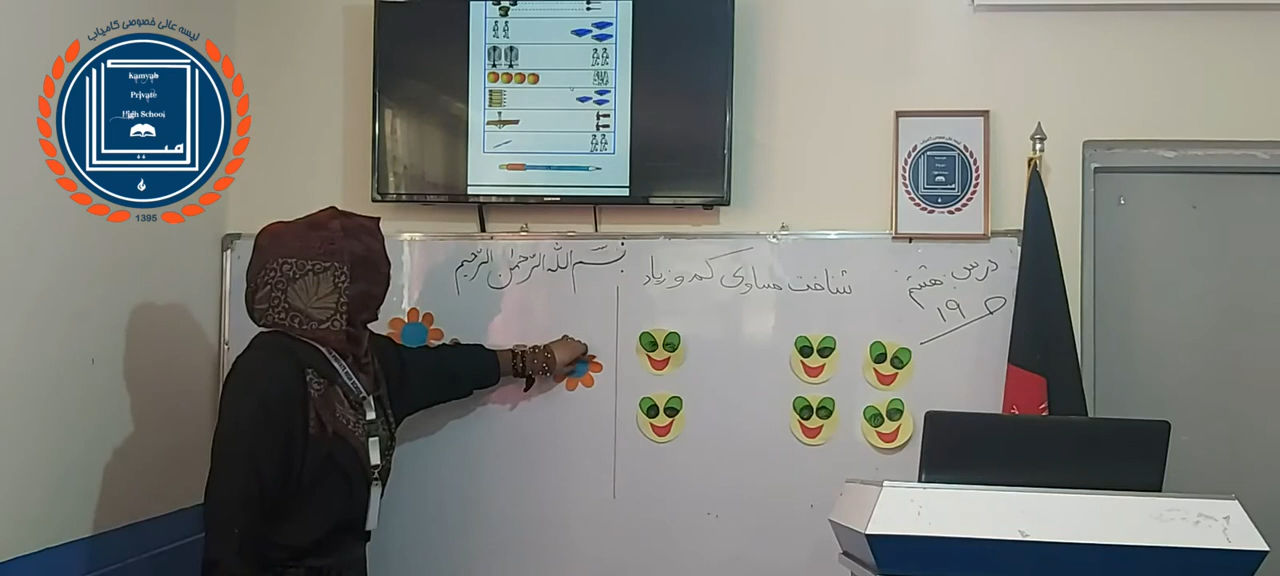 لیسه عالی خصوصی کامیاب
Kamyab
Private
High School
1395
بسم الله الرحمن الرحیم
شناخت مساوی کم و زیاد
درس هشتم
ص ۱۹